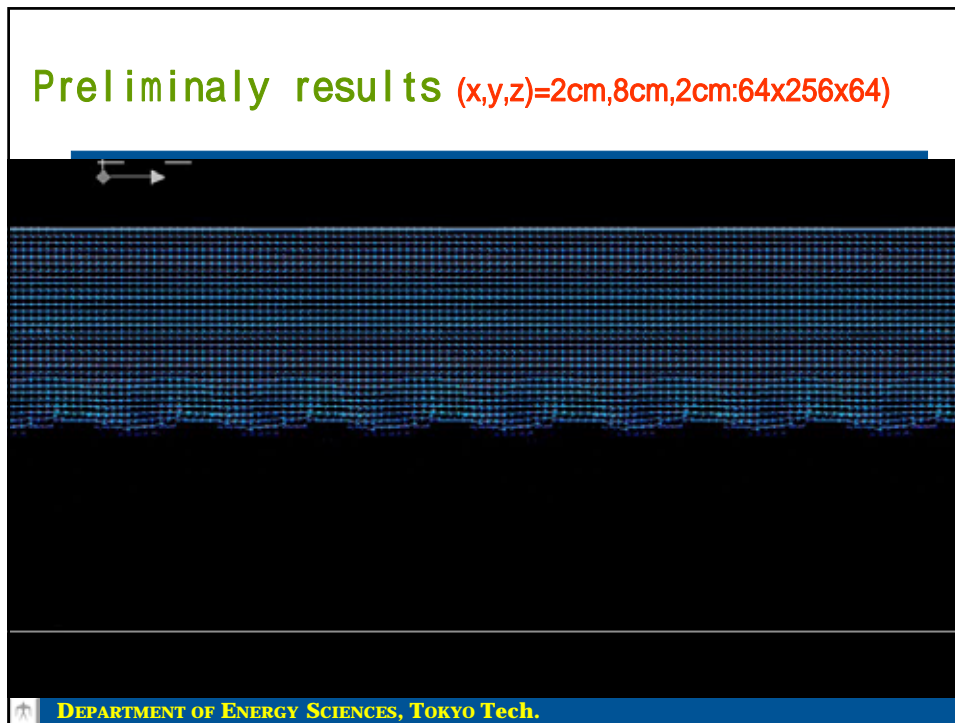 Preliminaly results (x,y,z)=2cm,8cm,2cm:64x256x64)
DEPARTMENT OF ENERGY SCIENCES, TOKYO Tech.